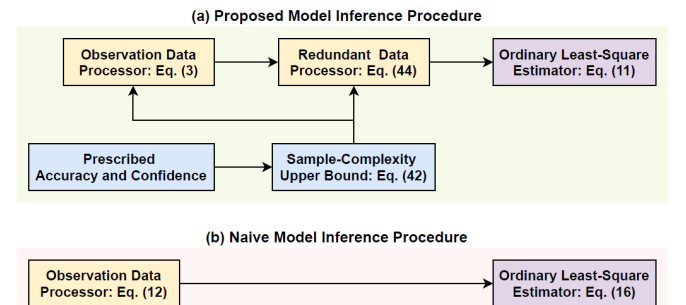 (a) Proposed Model Inference Procedure
Observation Data
Processor: Eq. (3)
Redundant Data
Processor: Eq. (44)
Ordinary Least-Square
Estimator: Eq. (11)
Prescribed
Accuracy and Confidence
Sample-Complexity
Upper Bound: Eq. (42)
(b) Naive Model Inference Procedure
Observation Data
Processor: Eq. (12)
Ordinary Least-Square
Estimator: Eq. (16)